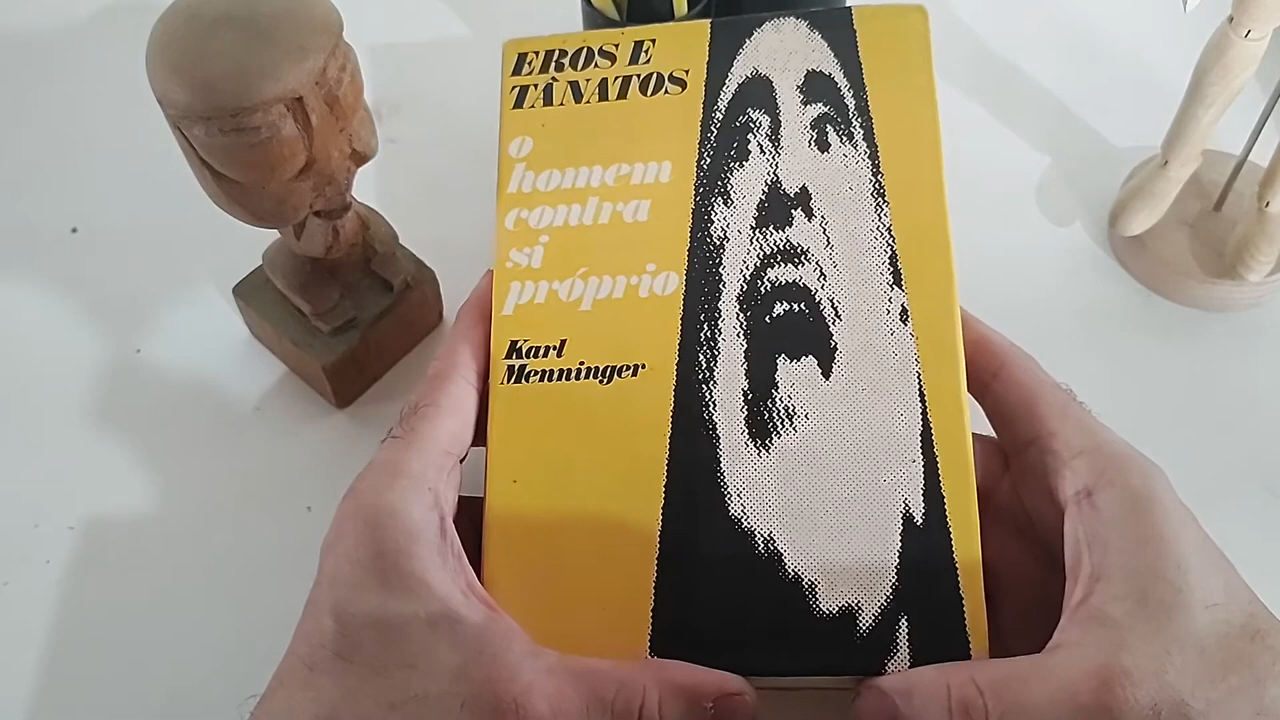 EROS E
TÂNATOS
o
homem
contra
si
próprio
Karl
Menninger